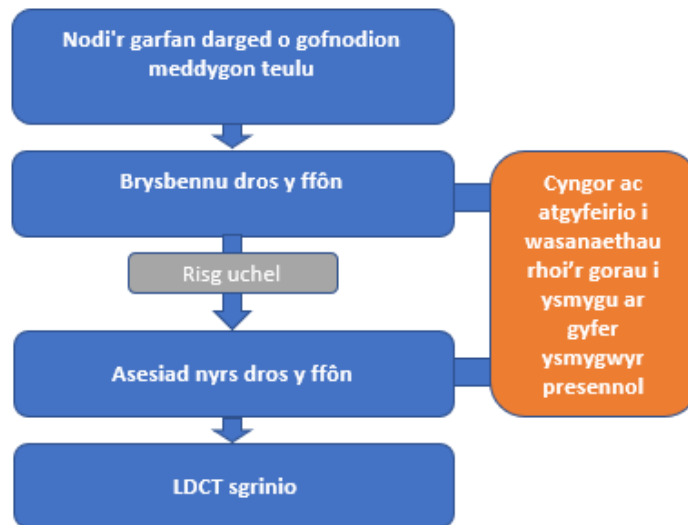 Nodi'r garfan darged o gofnodion
meddygon teulu
Brysbennu dros y ffôn
Risg uchel
Asesiad nyrs dros y ffôn
LDCT sgrinio
Cyngor ac
atgyfeirio i
wasanaethau
rhoi’r gorau i
ysmygu ar
gyfer
ysmygwyr
presennol